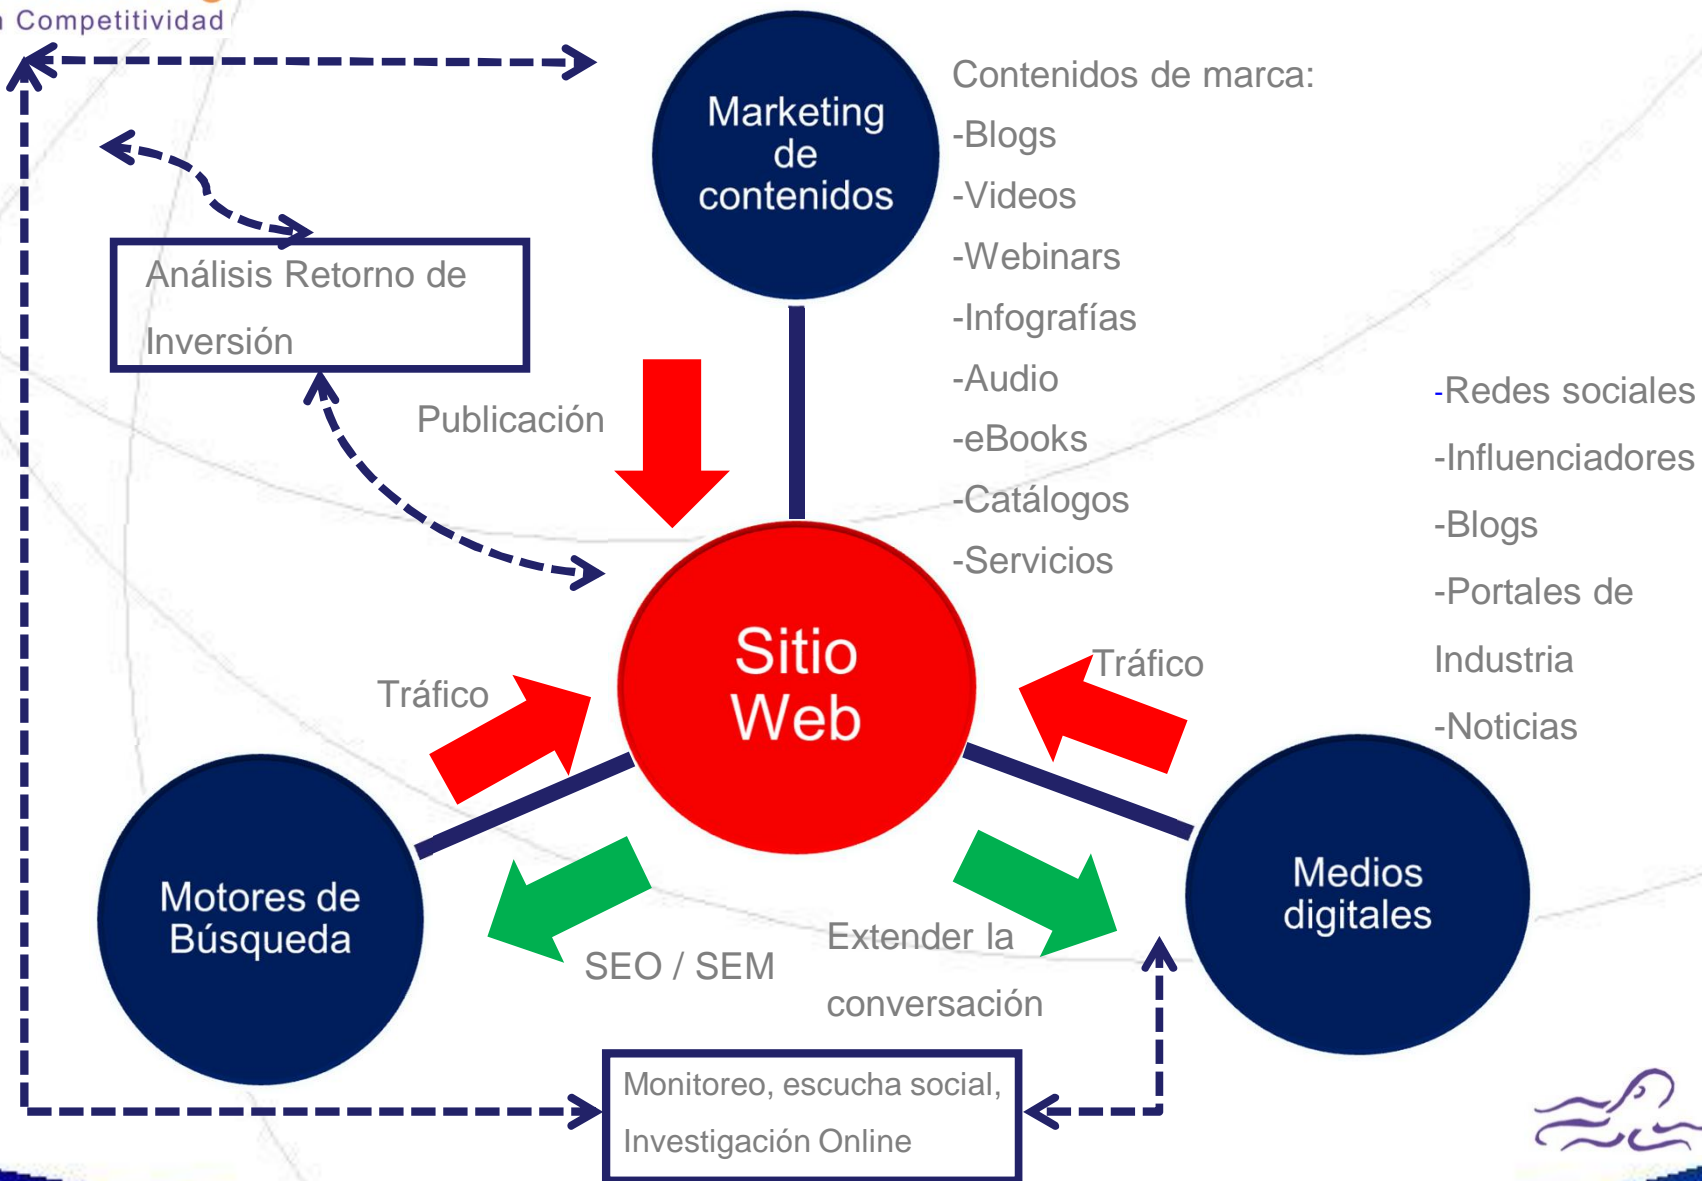 Competitividad
Marketing
de
contenidos
Contenidos de marca:
-Blogs
-Videos
-Webinars
-Infografías
-Audio
-eBooks
-Catálogos
-Servicios
Análisis Retorno de
Inversión
Publicación
-Redes sociales
-Influenciadores
-Blogs
-Portales de
Industria
-Noticias
Sitio
Web
Tráfico
Tráfico
Motores de
Búsqueda
Medios
digitales
SEO / SEM
Extender la
conversación
Monitoreo, escucha social,
Investigación Online